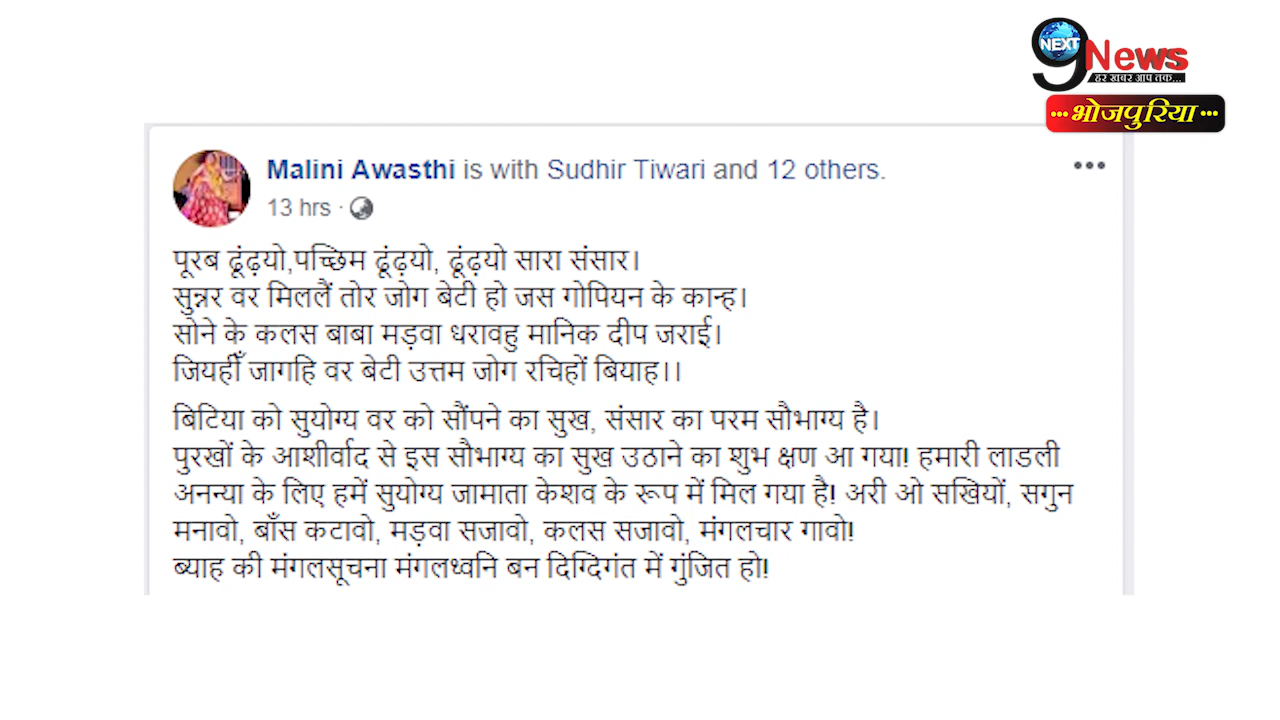 NEXT
9 News
हर खबर आप तक...
...भोजपुरिया...
Malini Awasthi is with Sudhir Tiwari and 12 others.
13 hrs ·
पूरब ढूंढ़यो,पच्छिम ढूंढ़यो, ढूंढ़यो सारा संसार।
सुन्नर वर मिललैं तोर जोग बेटी हो जस गोपियन के कान्ह।
सोने के कलस बाबा मड़वा धरावहु मानिक दीप जराई।
जियहीँ जागहि वर बेटी उत्तम जोग रचिहों बियाह।।
बिटिया को सुयोग्य वर को सौंपने का सुख, संसार का परम सौभाग्य है।
पुरखों के आशीर्वाद से इस सौभाग्य का सुख उठाने का शुभ क्षण आ गया! हमारी लाडली
अनन्या के लिए हमें सुयोग्य जामाता केशव के रूप में मिल गया है! अरी ओ सखियों, सगुन
मनावो, बाँस कटावो, मड़वा सजावो, कलस सजावो, मंगलचार गावो!
ब्याह की मंगलसूचना मंगलध्वनि बन दिग्दिगंत में गुंजित हो!